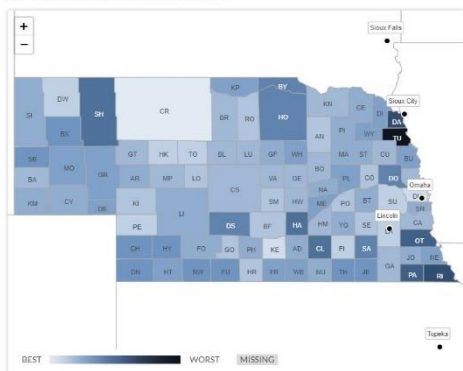 +
−
Sioux Falls
Sioux City
Omaha
Lincoln
Topeka
DW
SH
CR
KP
BY
KN
CE
DI
DA
SI
BX
BR
RO
HO
AN
PI
WY
TU
GT
HK
TO
BL
LU
GF
WH
MA
ST
CU
BU
BA
MO
GR
AR
MP
LO
VA
GE
BO
PL
CO
DO
KM
CY
DE
KI
CS
SM
HW
NA
ME
PO
BT
SU
PE
LI
DS
BF
HA
HM
YO
SE
CA
OT
CH
HY
FO
GO
PH
KE
AD
CL
FI
SA
GA
JO
NE
DN
HT
FU
HR
FR
WE
NU
TH
JE
PA
RI
BEST
WORST
MISSING